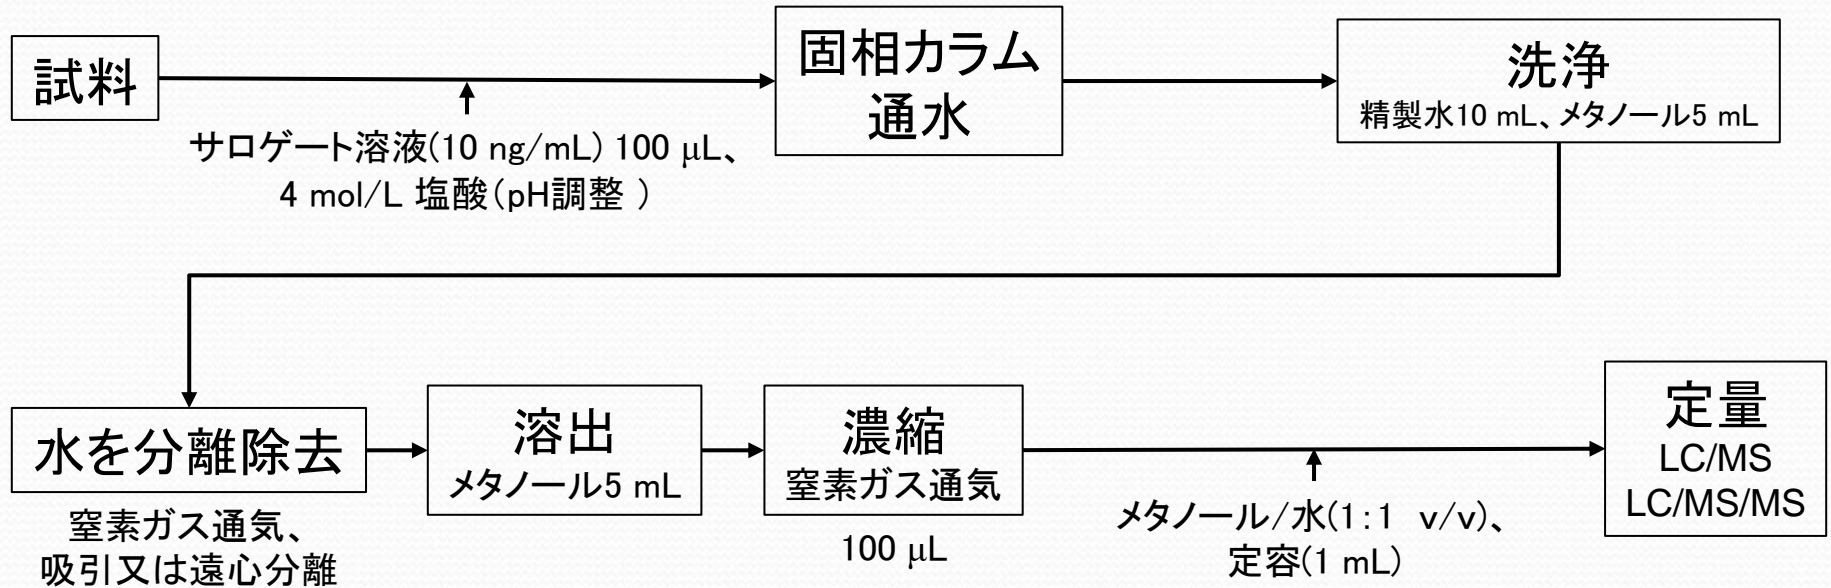 試料
サロゲート溶液(10 ng/mL) 100 μL、
4 mol/L 塩酸(pH調整 )
固相カラム
通水
洗浄
精製水10 mL、メタノール5 mL
水を分離除去
窒素ガス通気、
吸引又は遠心分離
溶出
メタノール5 mL
濃縮
窒素ガス通気
100 μL
メタノール/水(1:1 v/v)、
定容(1 mL)
定量
LC/MS
LC/MS/MS